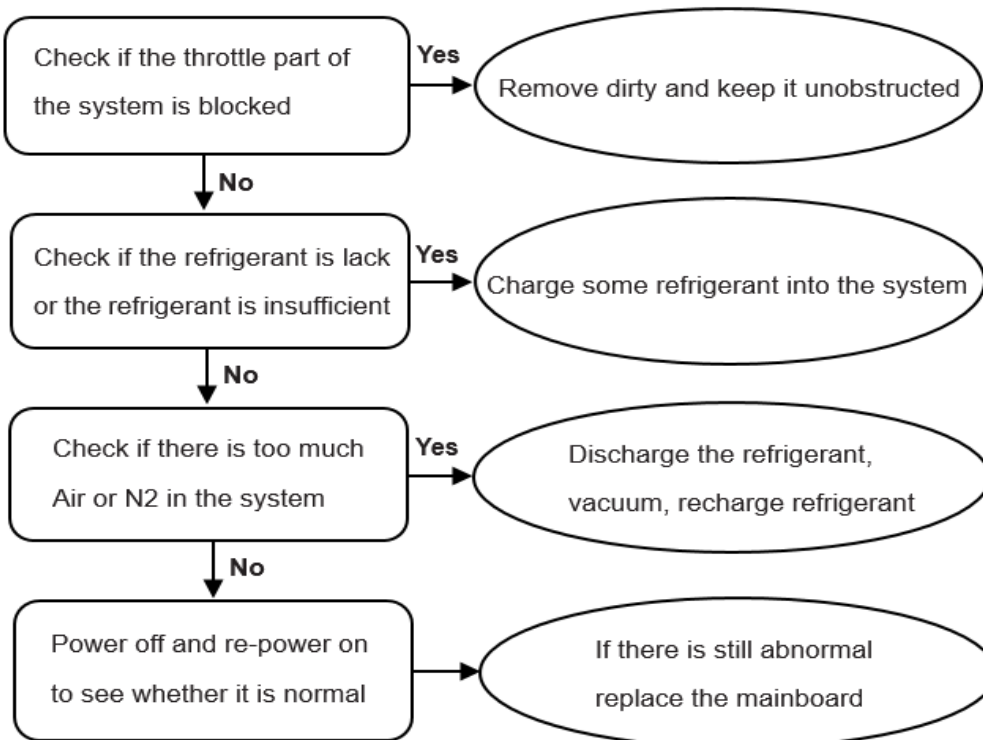 Check if the throttle part of
the system is blocked
Yes
Remove dirty and keep it unobstructed
No
Check if the refrigerant is lack
or the refrigerant is insufficient
Yes
Charge some refrigerant into the system
No
Check if there is too much
Air or N2 in the system
Yes
Discharge the refrigerant,
vacuum, recharge refrigerant
No
Power off and re-power on
to see whether it is normal
If there is still abnormal
replace the mainboard